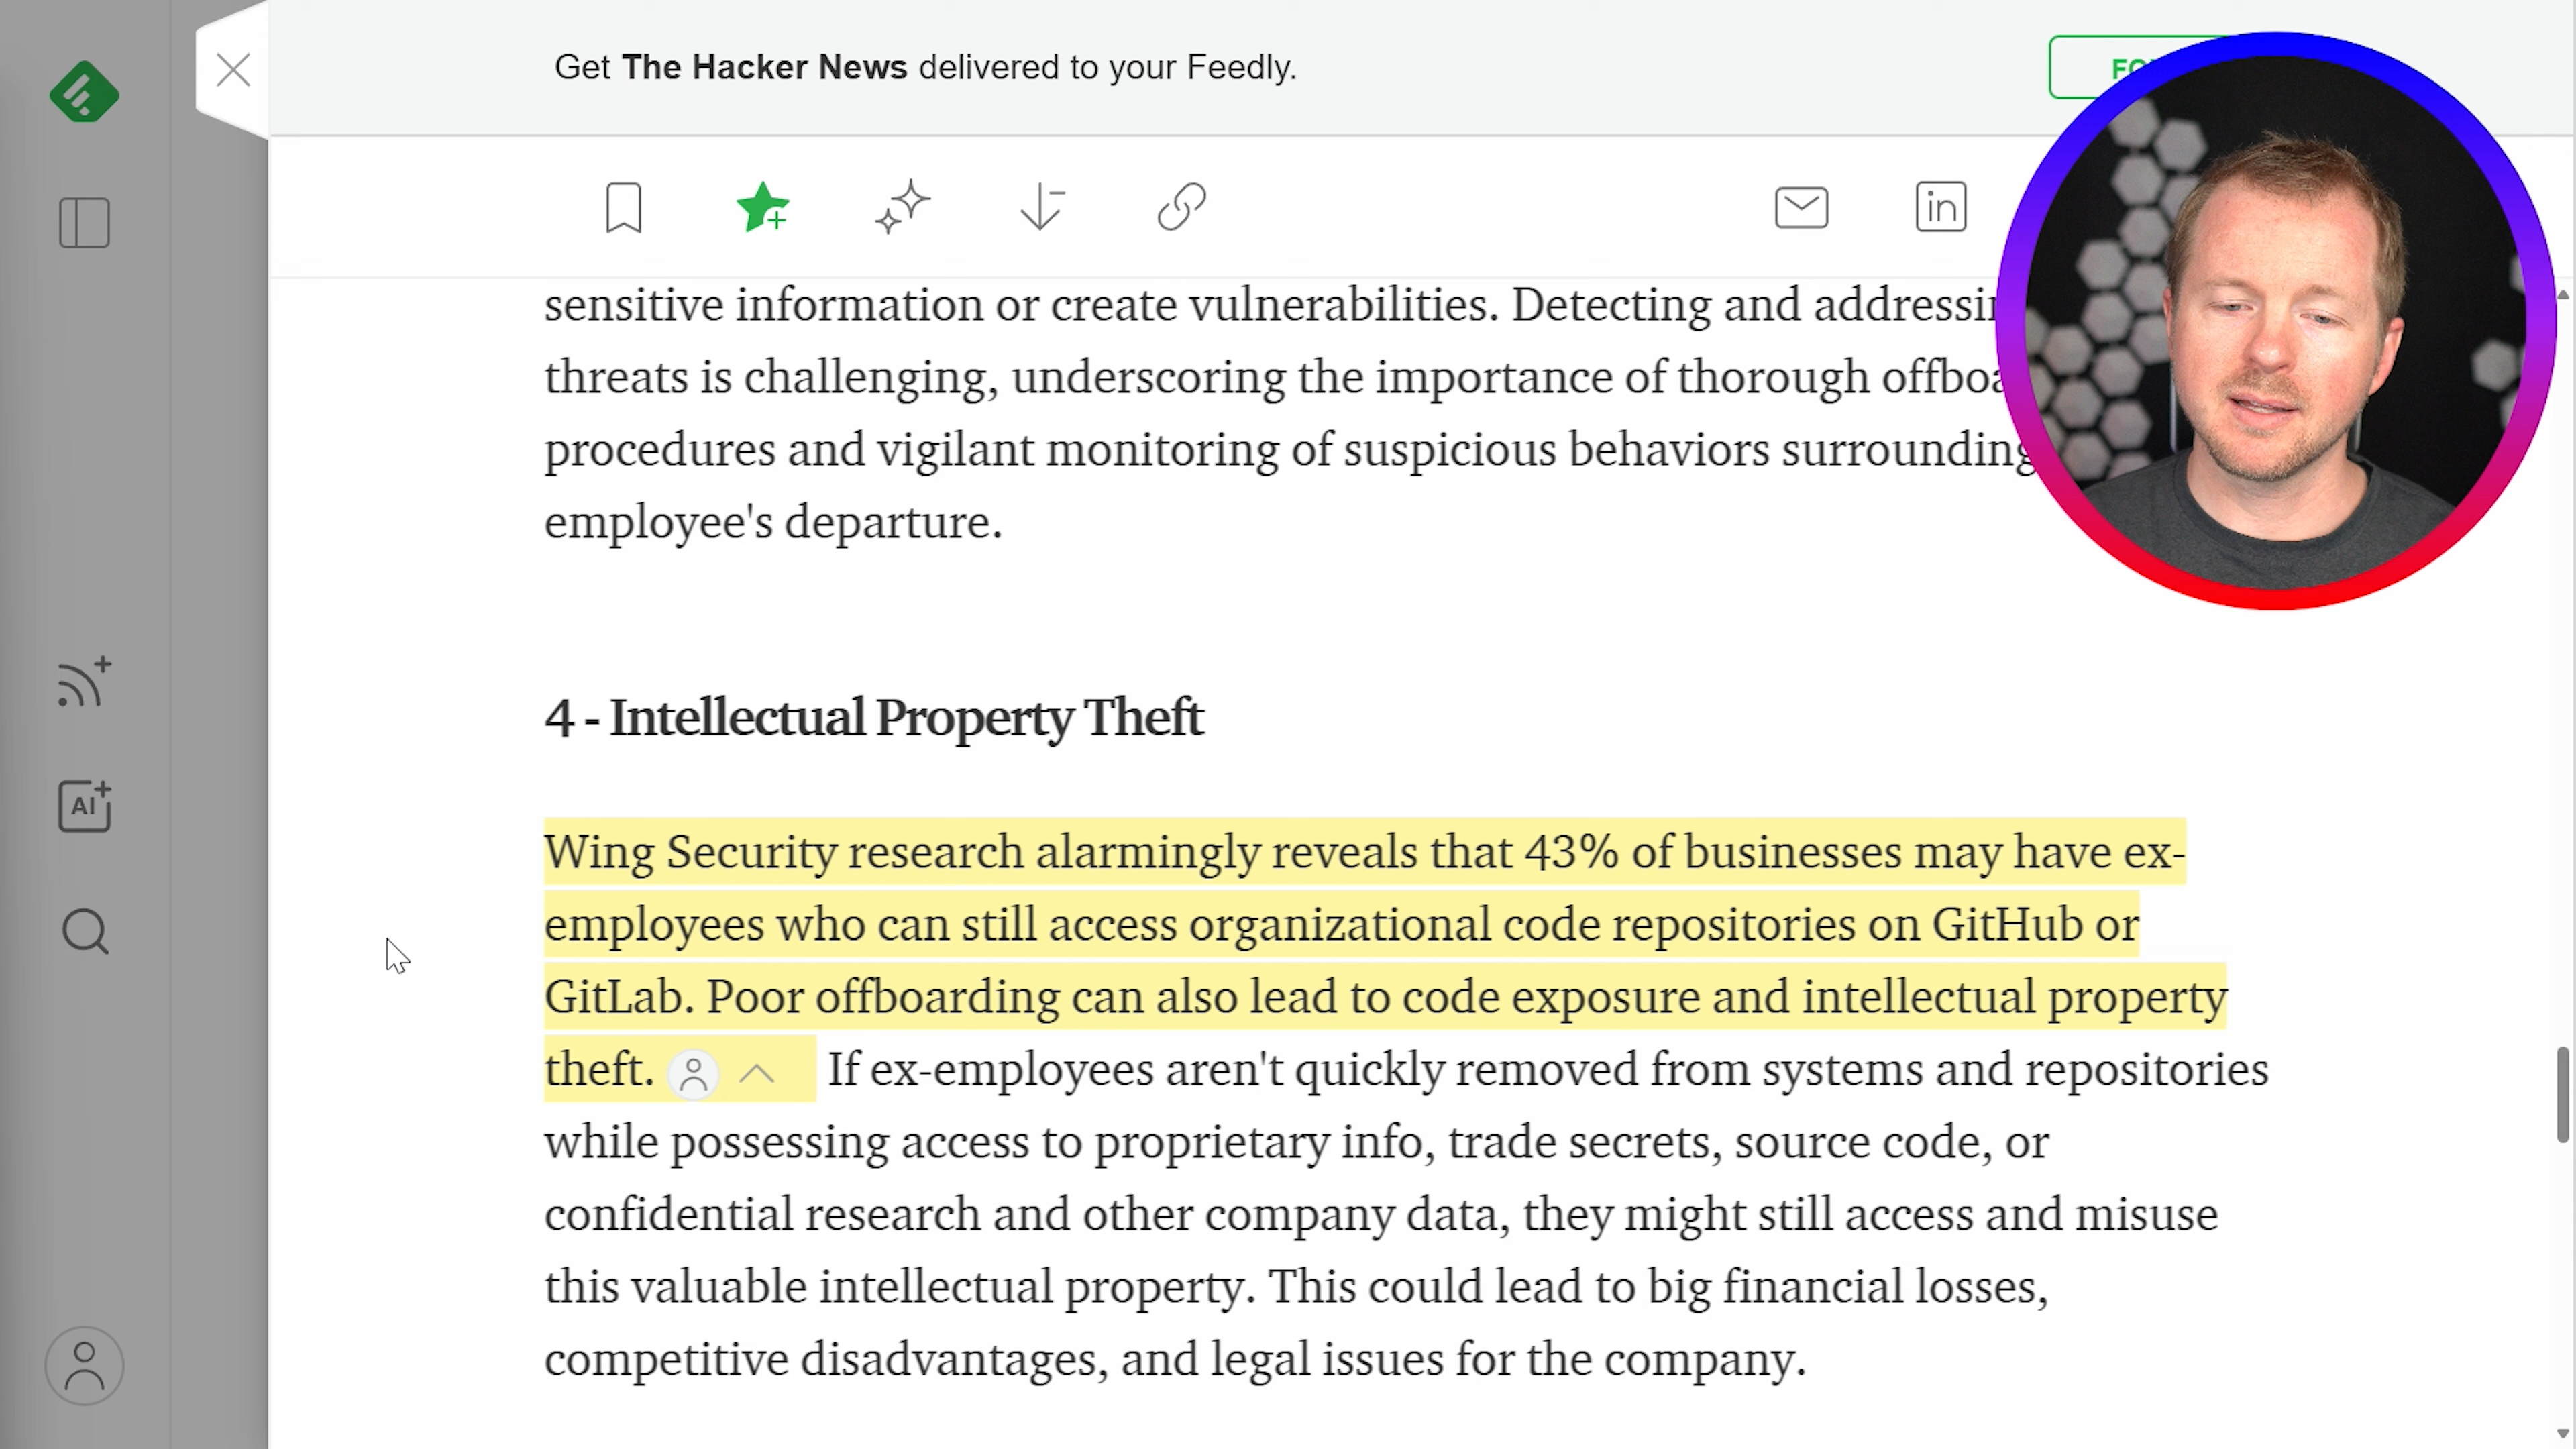 Get The Hacker News delivered to your Feedly.
in
sensitive information or create vulnerabilities. Detecting and
threats is challenging, underscoring the importance of thorough
procedures and vigilant monitoring of suspicious behaviors surrounding
employee's departure.
4 - Intellectual Property Theft
Wing Security research alarmingly reveals that 43% of businesses may have ex-
employees who can still access organizational code repositories on GitHub or
GitLab. Poor offboarding can also lead to code exposure and intellectual property
theft. If ex-employees aren't quickly removed from systems and repositories
while possessing access to proprietary info, trade secrets, source code, or
confidential research and other company data, they might still access and misuse
this valuable intellectual property. This could lead to big financial losses,
competitive disadvantages, and legal issues for the company.
AI